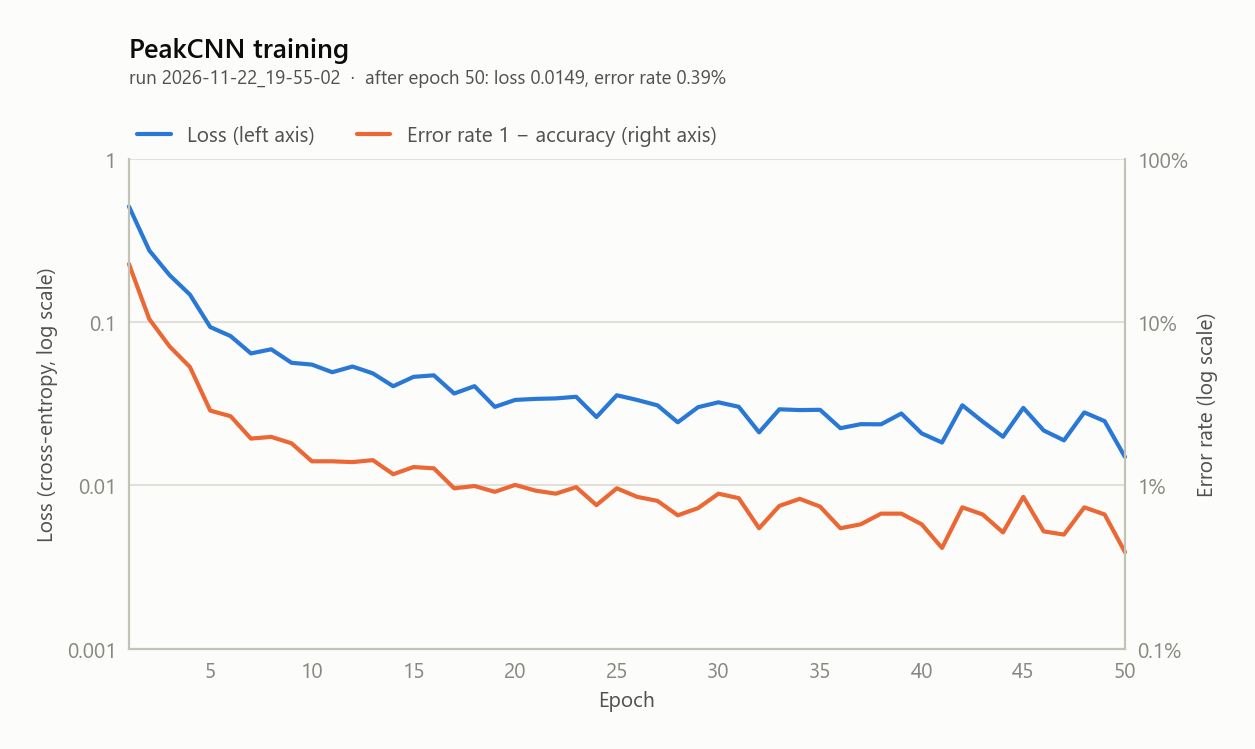 PeakCNN training
run 2026-11-22_19-55-02 · after epoch 50: loss 0.0149, error rate 0.39%
Loss (left axis)
Error rate 1 − accuracy (right axis)
1
0.1
0.01
0.001
Loss (cross-entropy, log scale)
100%
10%
1%
0.1%
Error rate (log scale)
5 10 15 20 25 30 35 40 45 50
Epoch